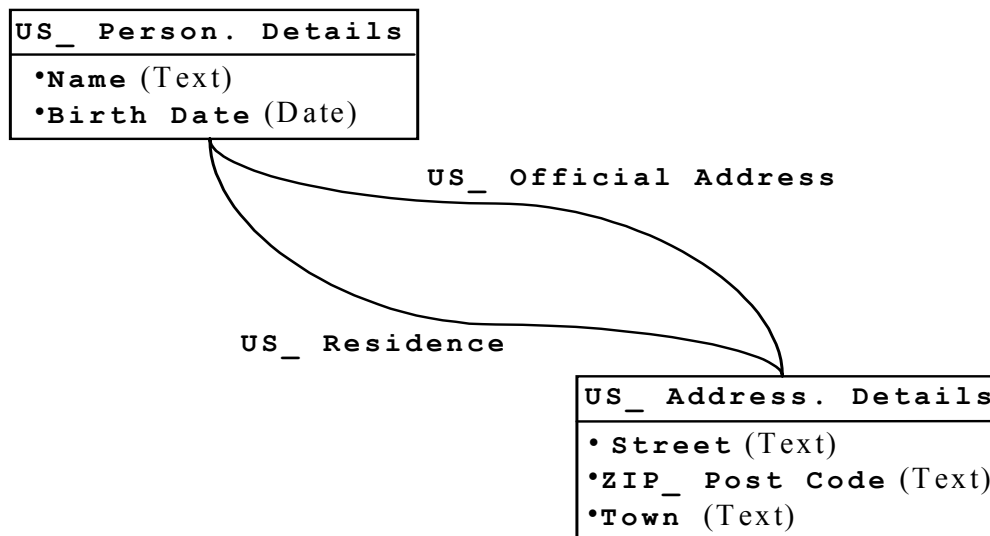 US_ Person. Details
•Name (Text)
•Birth Date (Date)
US_ Official Address
US_ Residence
US_ Address. Details
• Street (Text)
•ZIP_ Post Code (Text)
•Town (Text)